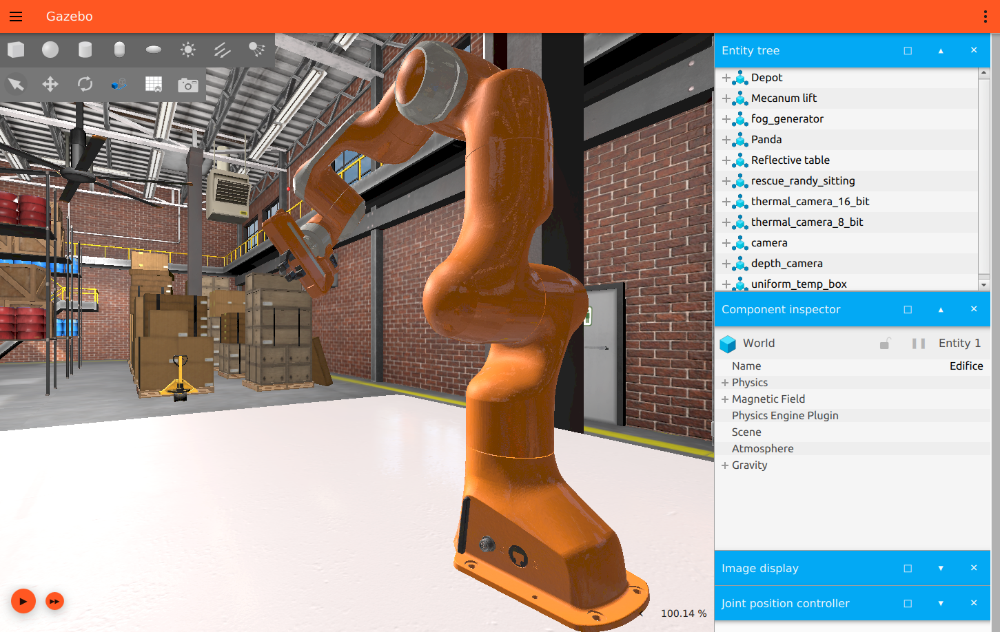 Gazebo
Entity tree
Depot
Mecanum lift
fog_generator
Panda
Reflective table
rescue_randy_sitting
thermal_camera_16_bit
thermal_camera_8_bit
camera
depth_camera
uniform_temp_box
Component inspector
World Entity 1
Name Edifice
Physics
Magnetic Field
Physics Engine Plugin
Scene
Atmosphere
Gravity
Image display
Joint position controller
100.14 %